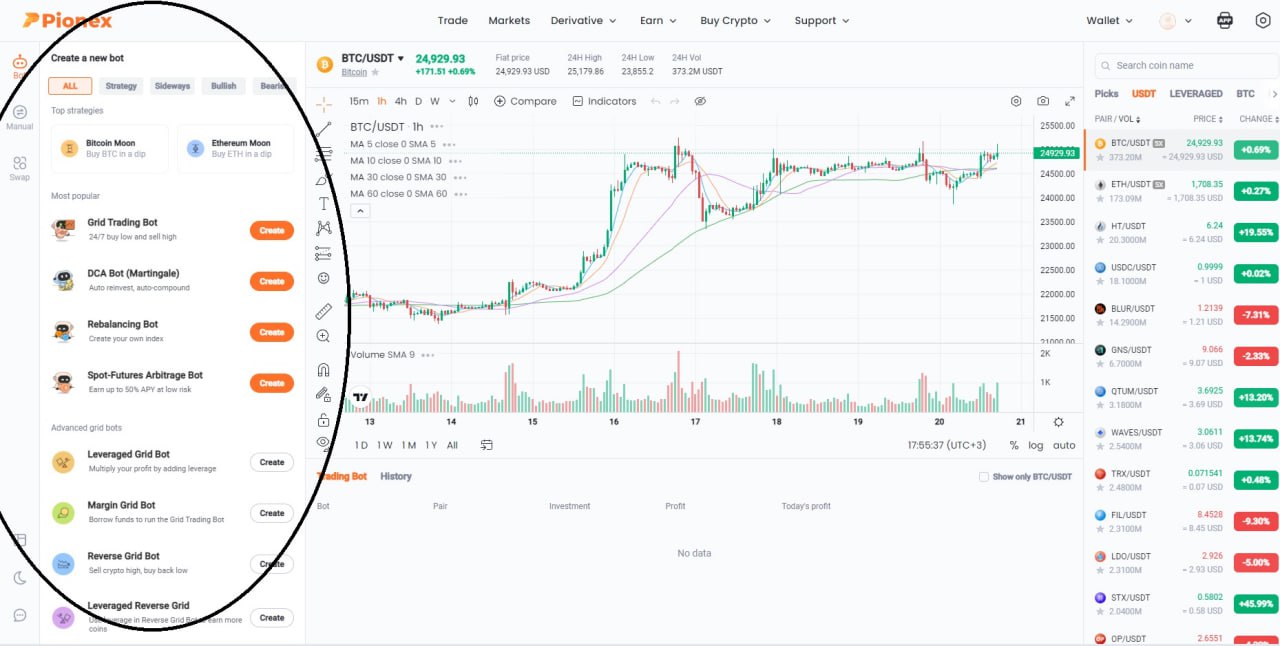 Pionex
Trade Markets Derivative Earn Buy Crypto Support
Wallet
APP
Bot
Manual
Swap
Create a new bot
ALL Strategy Sideways Bullish Bearish
Top strategies
Bitcoin Moon
Buy BTC in a dip
Ethereum Moon
Buy ETH in a dip
Most popular
Grid Trading Bot
24/7 buy low and sell high
Create
DCA Bot (Martingale)
Auto reinvest, auto-compound
Create
Rebalancing Bot
Create your own index
Create
Spot-Futures Arbitrage Bot
Earn up to 50% APY at low risk
Create
Advanced grid bots
Leveraged Grid Bot
Multiply your profit by adding leverage
Create
Margin Grid Bot
Borrow funds to run the Grid Trading Bot
Create
Reverse Grid Bot
Sell crypto high, buy back low
Create
Leveraged Reverse Grid
Use leverage in Reverse Grid Bot to earn more
coins
Create
BTC/USDT
Bitcoin
24,929.93
+171.51 +0.69%
Fiat price
24,929.93 USD
24H High
25,179.86
24H Low
23,855.2
24H Vol
373.2M USDT
15m 1h 4h D W Compare Indicators
BTC/USDT · 1h
MA 5 close 0 SMA 5
MA 10 close 0 SMA 10
MA 30 close 0 SMA 30
MA 60 close 0 SMA 60
25500.00
24929.93
24500.00
24000.00
23500.00
23000.00
22500.00
22000.00
21500.00
21000.00
Volume SMA 9
2K
1K
13 14 15 16 17 18 19 20 21
1D 1W 1M 1Y All
17:55:37 (UTC+3) % log auto
Trading Bot History
Show only BTC/USDT
Bot Pair Investment Profit Today's profit
No data
Search coin name
Picks USDT LEVERAGED BTC
PAIR / VOL PRICE CHANGE
BTC/USDT 5X 24,929.93 +0.69%
373.20M ≈ 24,929.93 USD
ETH/USDT 5X 1,708.35 +0.27%
173.09M ≈ 1,708.35 USD
HT/USDT 6.24 +19.55%
20.3000M ≈ 6.24 USD
USDC/USDT 0.9999 +0.02%
18.1000M ≈ 1 USD
BLUR/USDT 1.2139 -7.31%
14.2900M ≈ 1.21 USD
GNS/USDT 9.066 -2.33%
6.7000M ≈ 9.07 USD
QTUM/USDT 3.6925 +13.20%
3.1800M ≈ 3.69 USD
WAVES/USDT 3.0611 +13.74%
2.5400M ≈ 3.06 USD
TRX/USDT 0.071541 +0.48%
2.4800M ≈ 0.07 USD
FIL/USDT 8.4528 -9.30%
2.3100M ≈ 8.45 USD
LDO/USDT 2.926 -5.00%
2.3100M ≈ 2.93 USD
STX/USDT 0.5802 +45.99%
2.0400M ≈ 0.58 USD
OP/USDT 2.6551